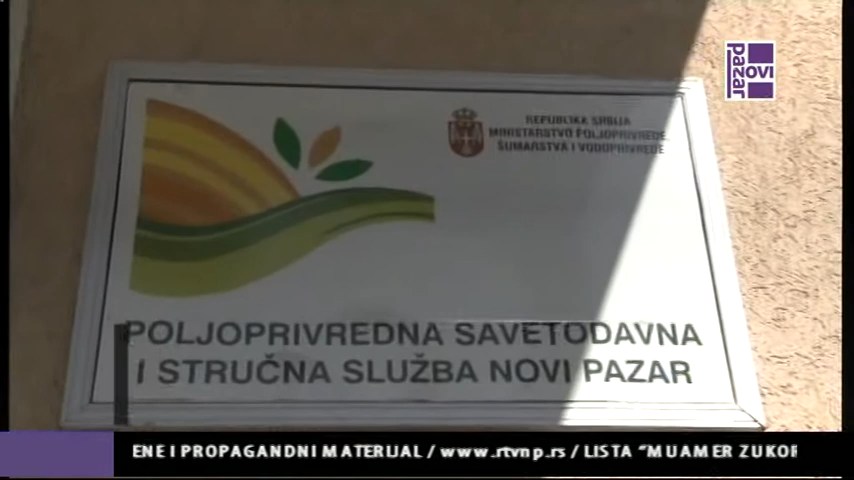 pazar OVI
REPUBLIKA SRBIJA
MINISTARSTVO POLJOPRIVREDE,
ŠUMARSTVA I VODOPRIVREDE
POLJOPRIVREDNA SAVETODAVNA
I STRUČNA SLUŽBA NOVI PAZAR
ENE I PROPAGANDNI MATERIJAL / www.rtvnp.rs / LISTA "MUAMER ZUKOR